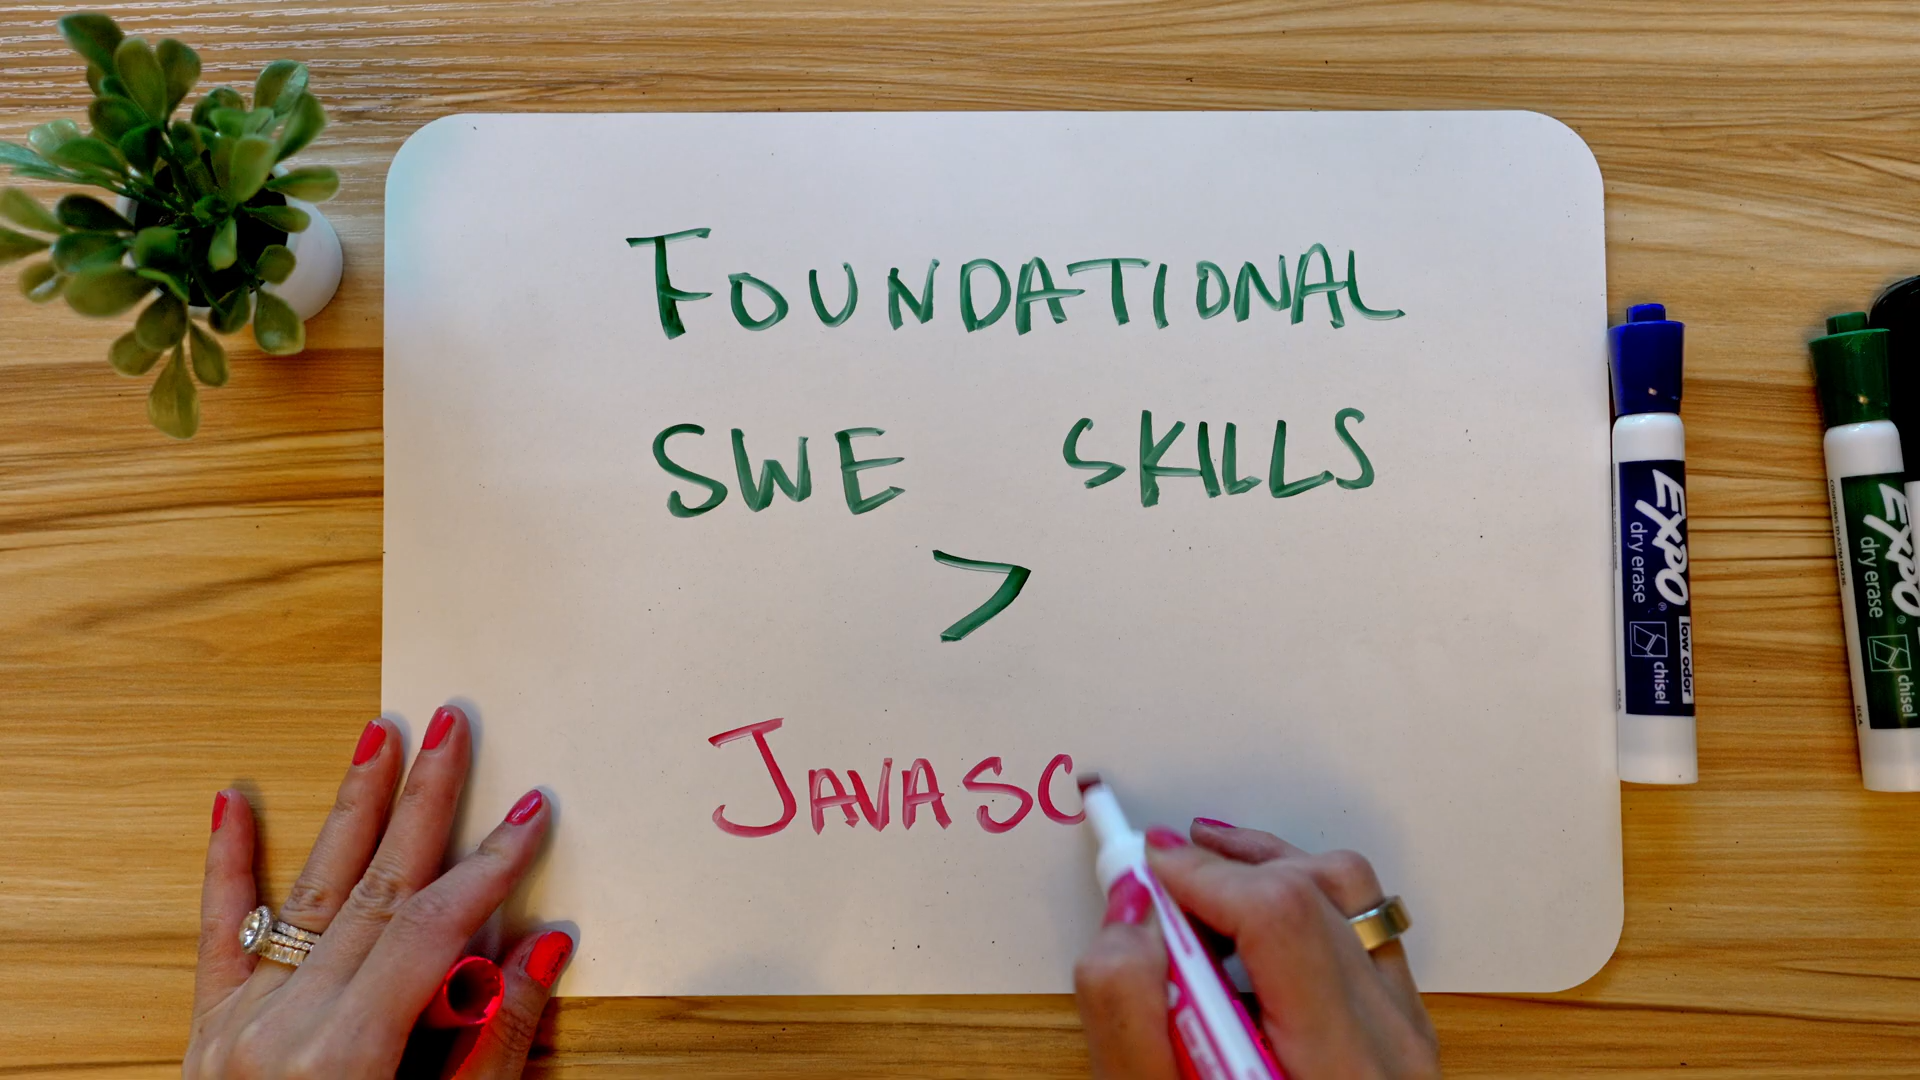 FOUNDATIONAL
SWE SKILLS
>
JAVASC
EXPO
dry erase
low odor
chisel
EXPO
dry erase
chisel